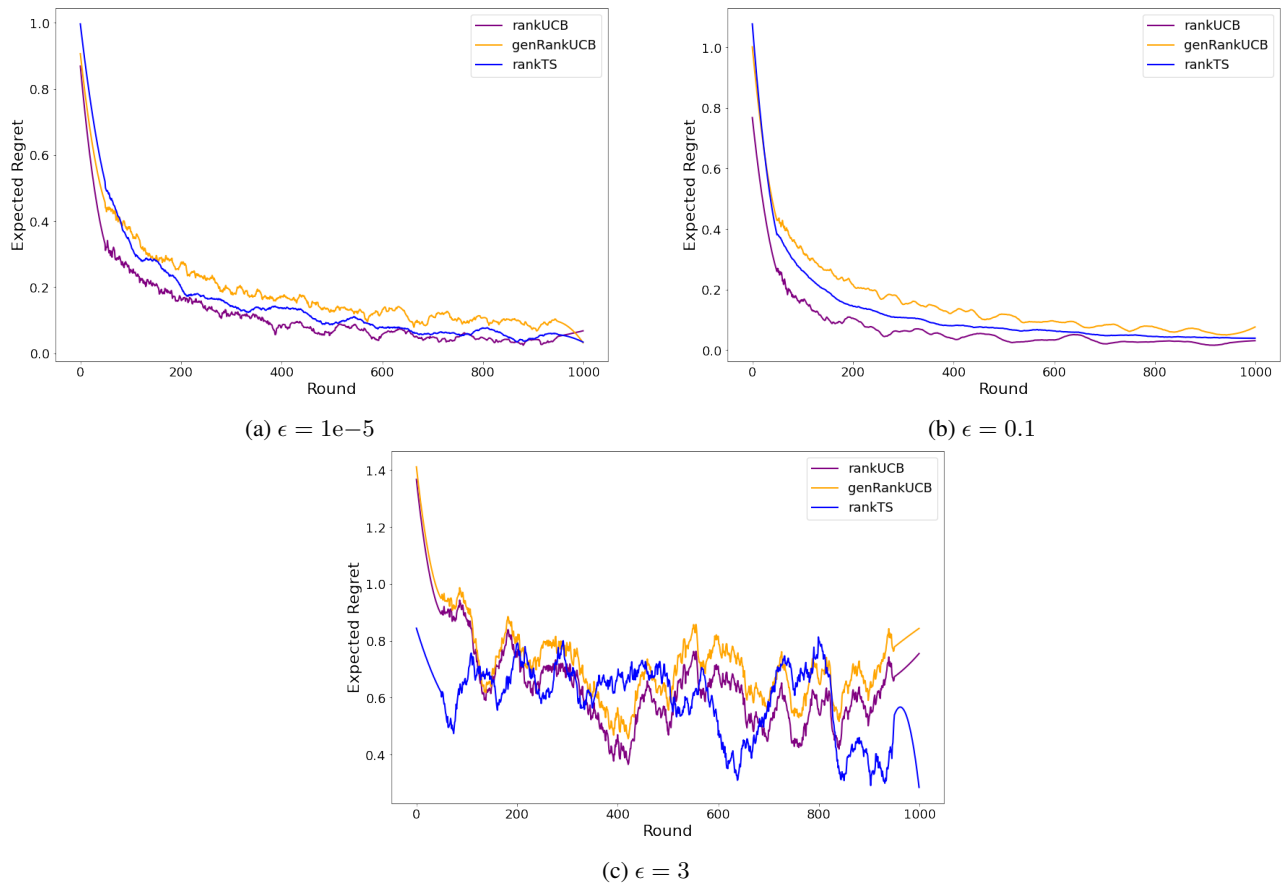 1.0
0.8
0.6
0.4
0.2
0.0
Expected Regret
0
200
400
600
800
1000
Round
rankUCB
genRankUCB
rankTS
(a) ϵ = 1e−5
1.0
0.8
0.6
0.4
0.2
0.0
Expected Regret
0
200
400
600
800
1000
Round
rankUCB
genRankUCB
rankTS
(b) ϵ = 0.1
1.4
1.2
1.0
0.8
0.6
0.4
Expected Regret
0
200
400
600
800
1000
Round
rankUCB
genRankUCB
rankTS
(c) ϵ = 3